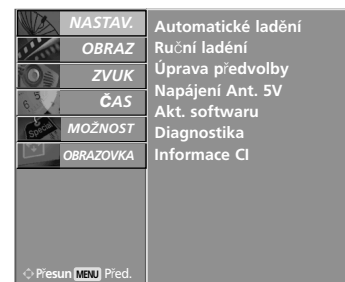 NASTAV.
OBRAZ
ZVUK
ČAS
MOŽNOST
OBRAZOVKA
Automatické ladění
Ruční ladéní
Úprava předvolby
Napájení Ant. 5V
Akt. softwaru
Diagnostika
Informace CI
Přesun MENU Před.